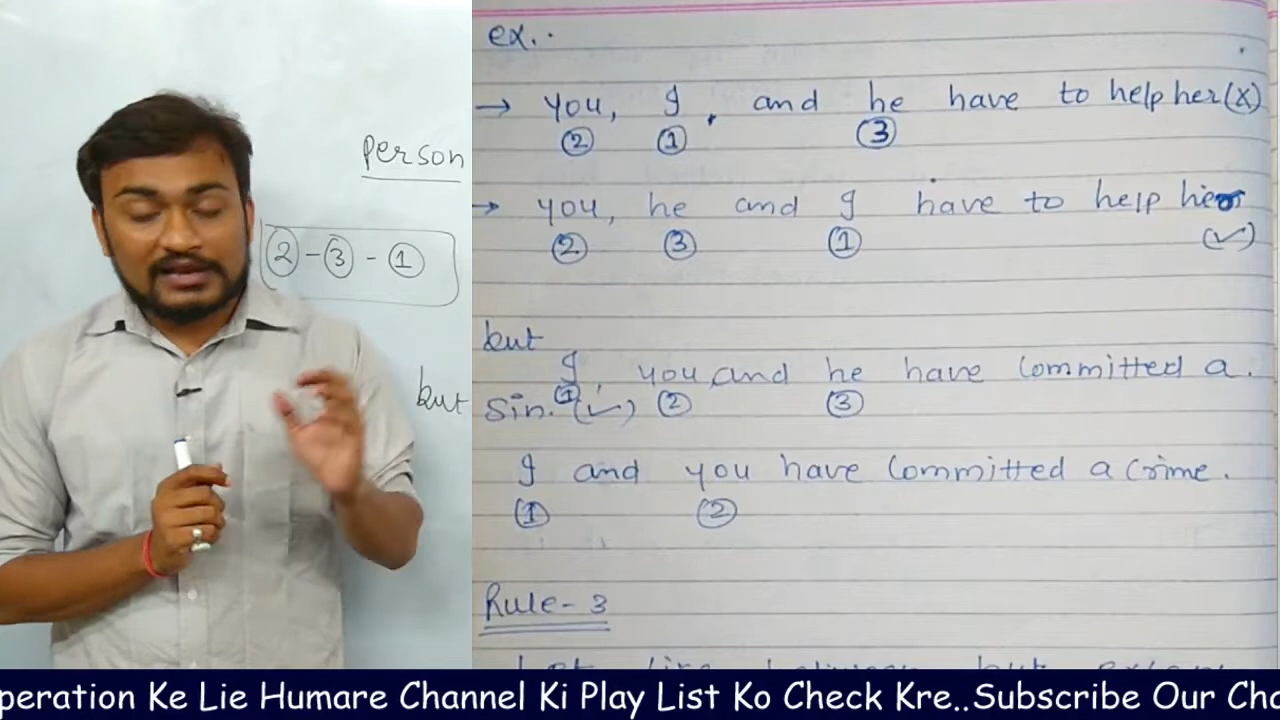 person
2 - 3 - 1
but
ex..
→ you, I, and he have to help her (x)
2 1 3
→ you, he and I have to help her
2 3 1 (✓)
but
I, you and he have committed a.
Sin. (✓) 1 2 3
I and you have committed a crime.
1 2
Rule- 3
peration Ke Lie Humare Channel Ki Play List Ko Check Kre..Subscribe Our Cha